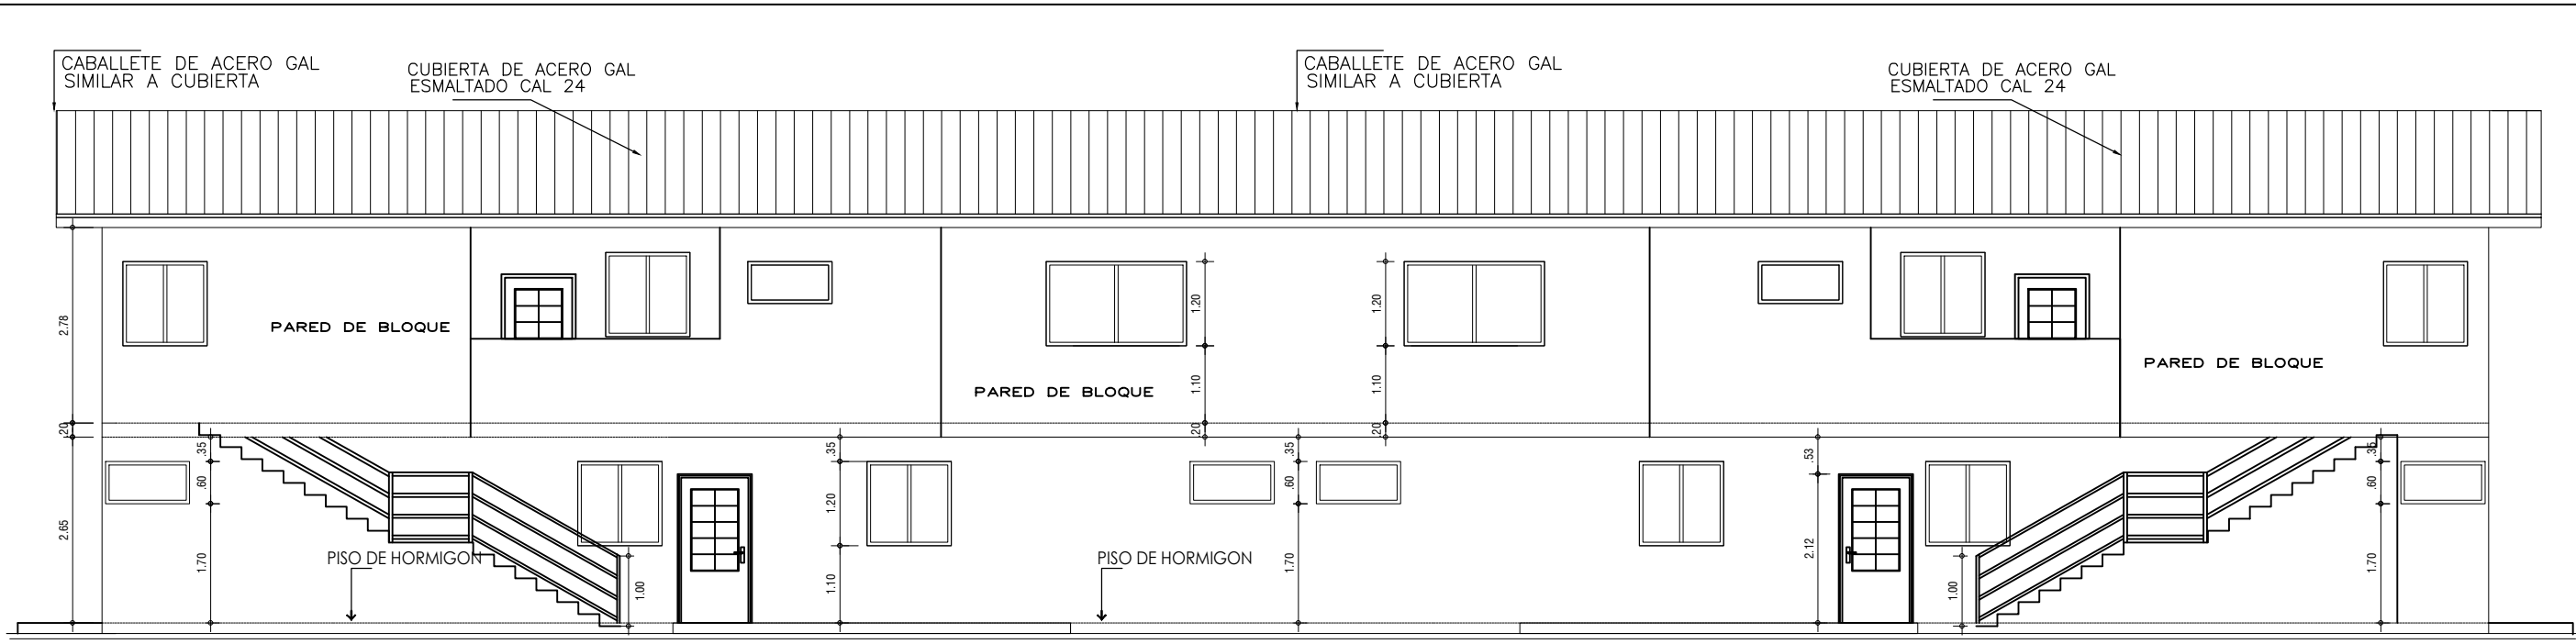 CABALLETE DE ACERO GAL
SIMILAR A CUBIERTA
CUBIERTA DE ACERO GAL
ESMALTADO CAL 24
CABALLETE DE ACERO GAL
SIMILAR A CUBIERTA
CUBIERTA DE ACERO GAL
ESMALTADO CAL 24
2.78
PARED DE BLOQUE
1.20
1.20
PARED DE BLOQUE
1.10
1.10
PARED DE BLOQUE
.20
.20
.20
.35
.35
.35
.53
.35
.60
1.20
.60
.60
2.65
1.70
PISO DE HORMIGON
1.00
1.10
PISO DE HORMIGON
1.70
2.12
1.00
1.70